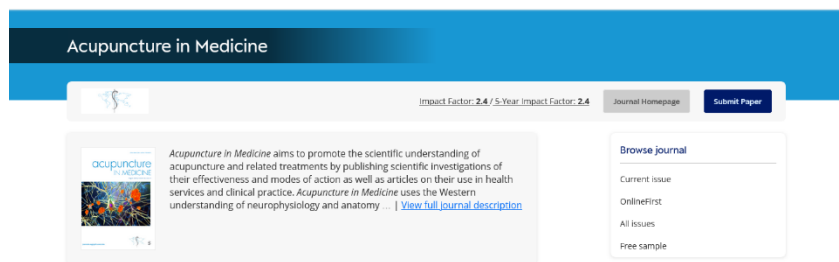 Acupuncture in Medicine
Impact Factor: 2.4 / 5-Year Impact Factor: 2.4
Journal Homepage
Submit Paper
acupuncture
IN MEDICINE
Acupuncture in Medicine aims to promote the scientific understanding of
acupuncture and related treatments by publishing scientific investigations of
their effectiveness and modes of action as well as articles on their use in health
services and clinical practice. Acupuncture in Medicine uses the Western
understanding of neurophysiology and anatomy ... | View full journal description
Browse journal
Current issue
OnlineFirst
All issues
Free sample